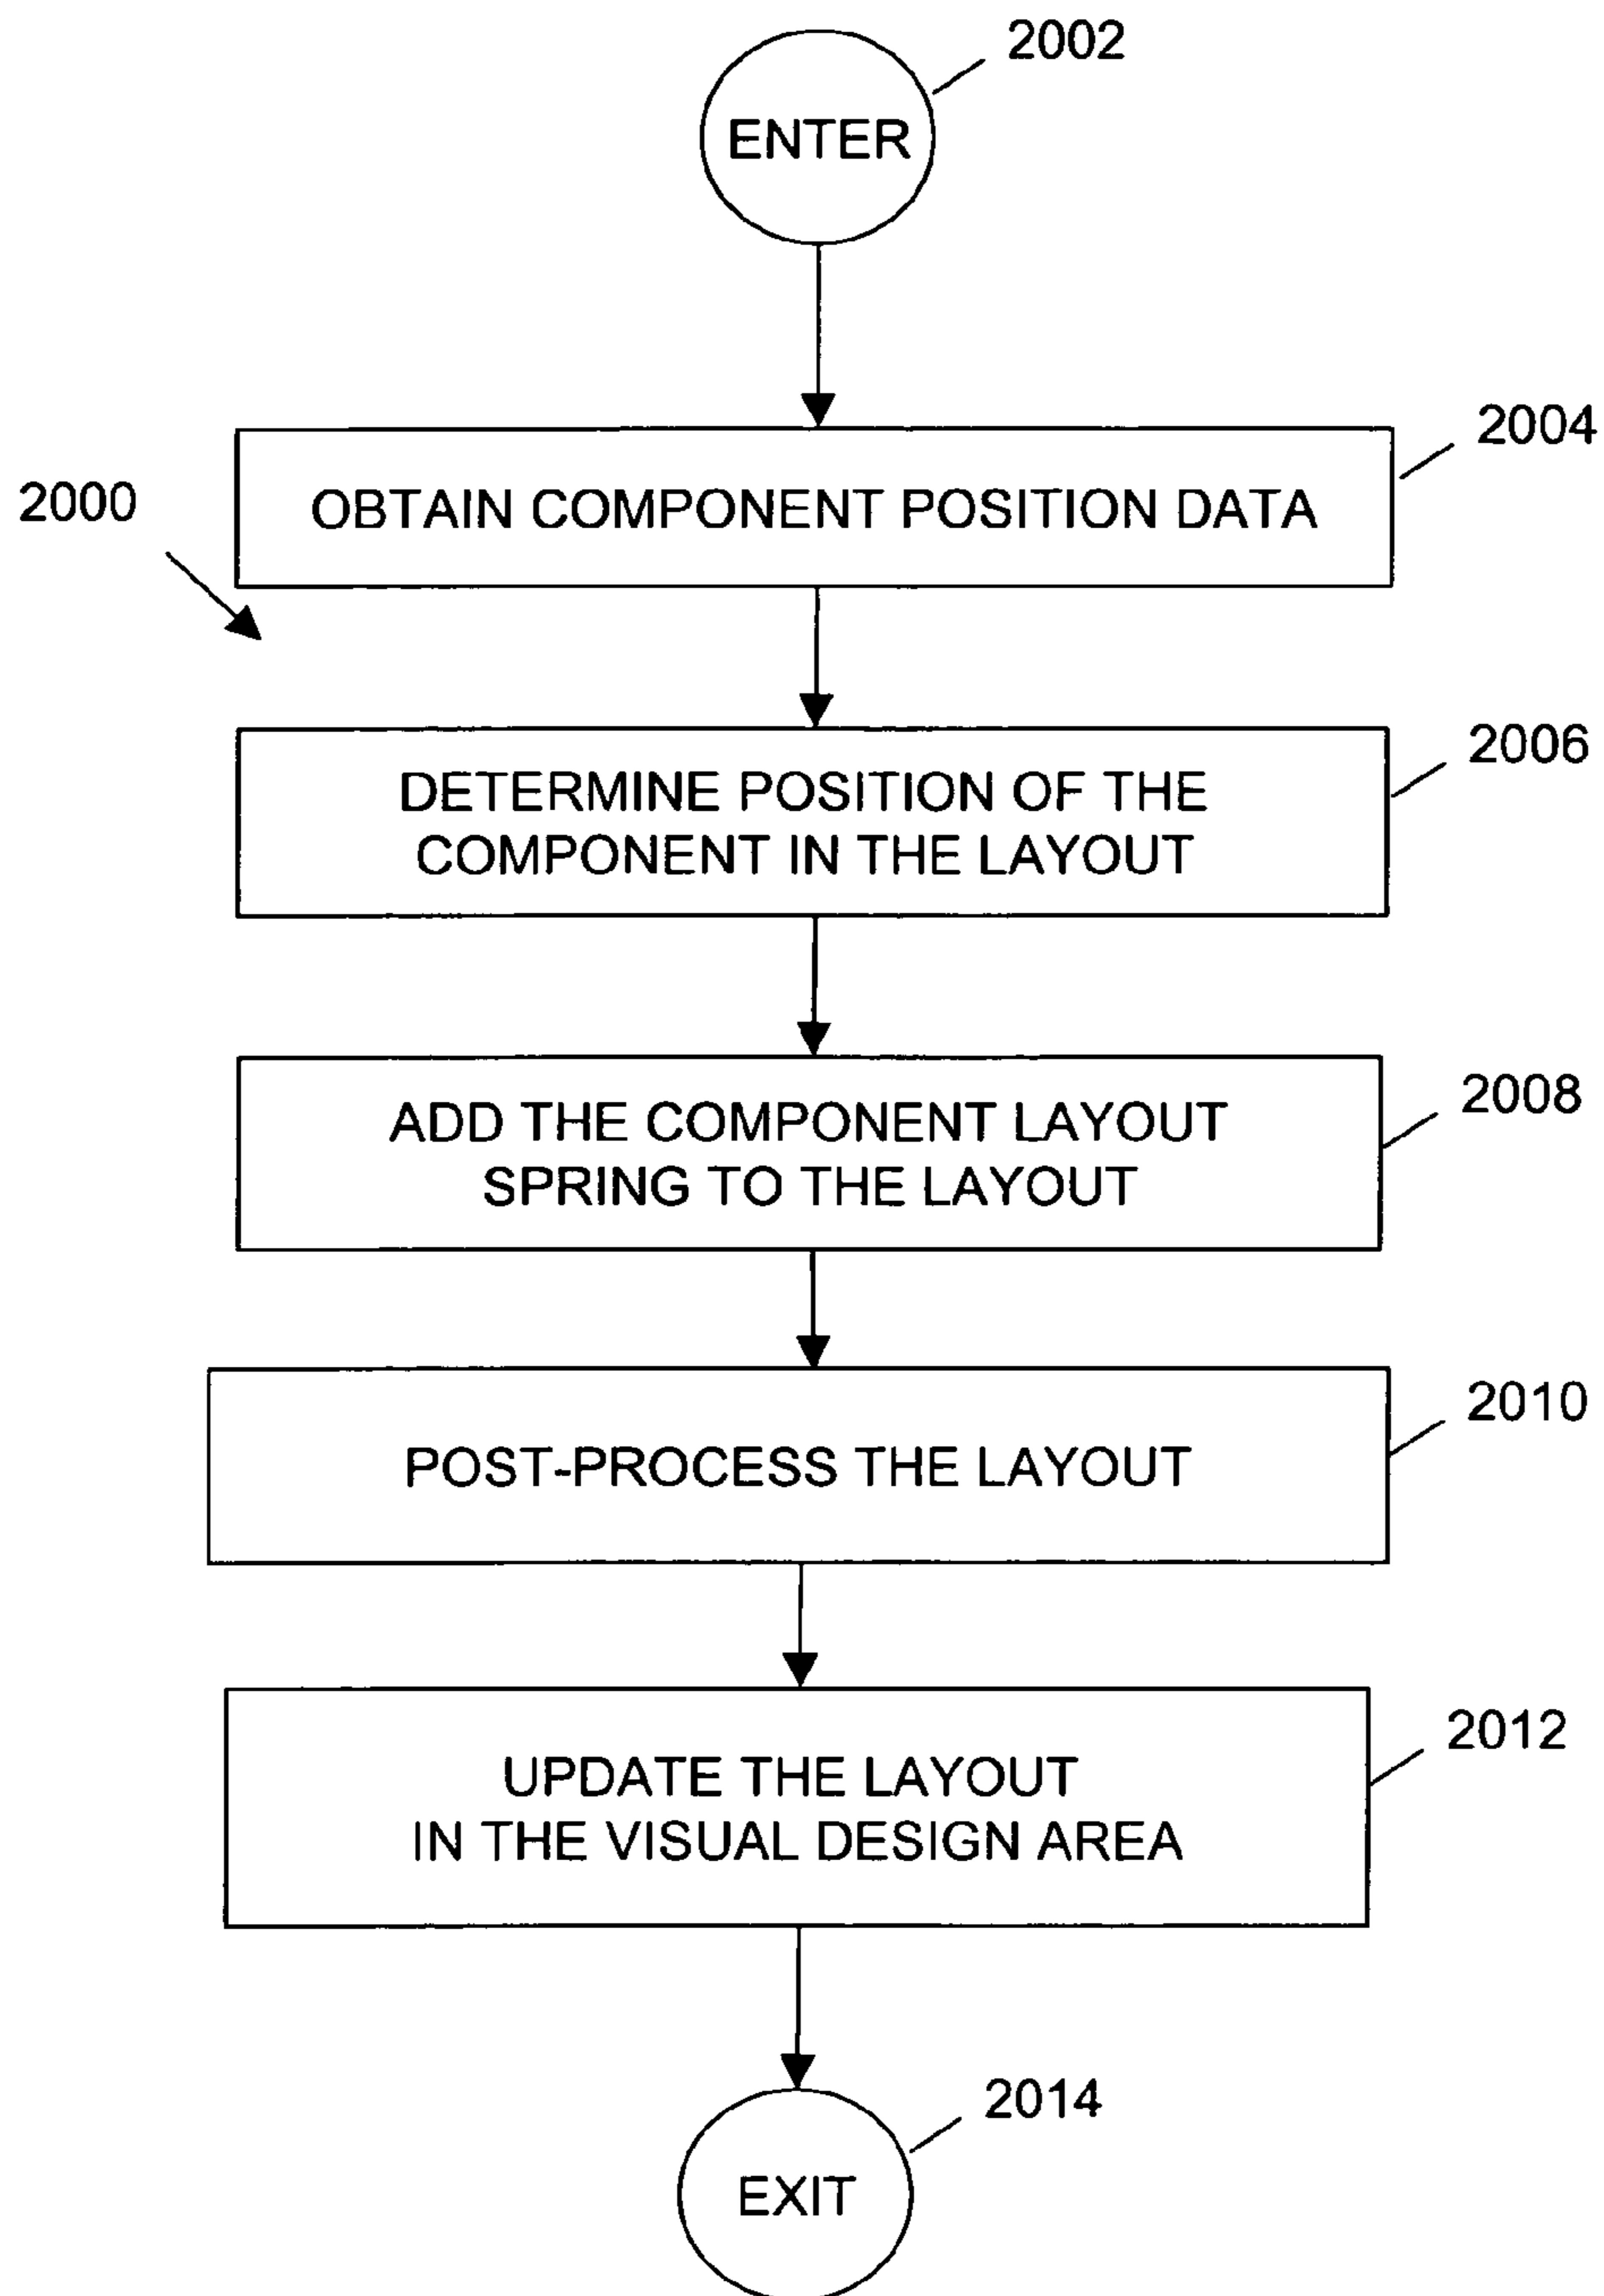 2002
ENTER
2004
2000
OBTAIN COMPONENT POSITION DATA
2006
DETERMINE POSITION OF THE
COMPONENT IN THE LAYOUT
2008
ADD THE COMPONENT LAYOUT
SPRING TO THE LAYOUT
2010
POST-PROCESS THE LAYOUT
2012
UPDATE THE LAYOUT
IN THE VISUAL DESIGN AREA
2014
EXIT